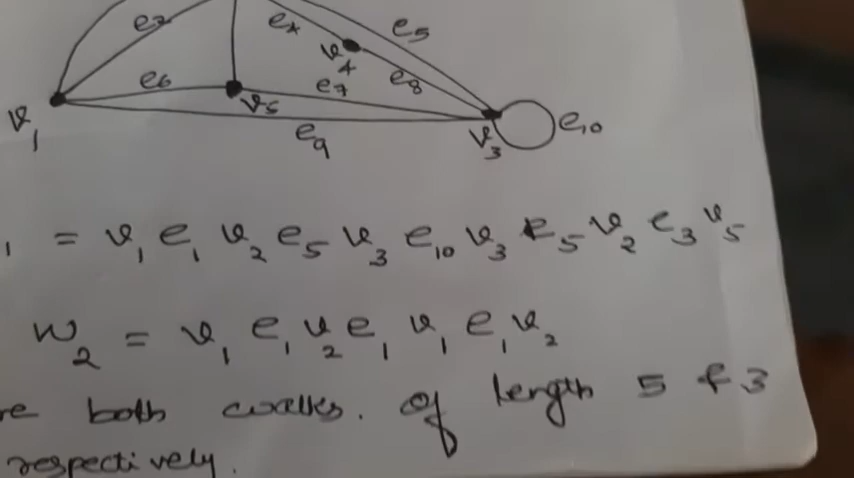 e2 e4 e5
v4
e6 e7 e8
v1 v5
e9 v3 e10
1 = v1 e1 v2 e5 v3 e10 v3 e5 v2 e3 v5
w2 = v1 e1 v2 e1 v1 e1 v2
re both walks. of length 5 & 3
respectively.